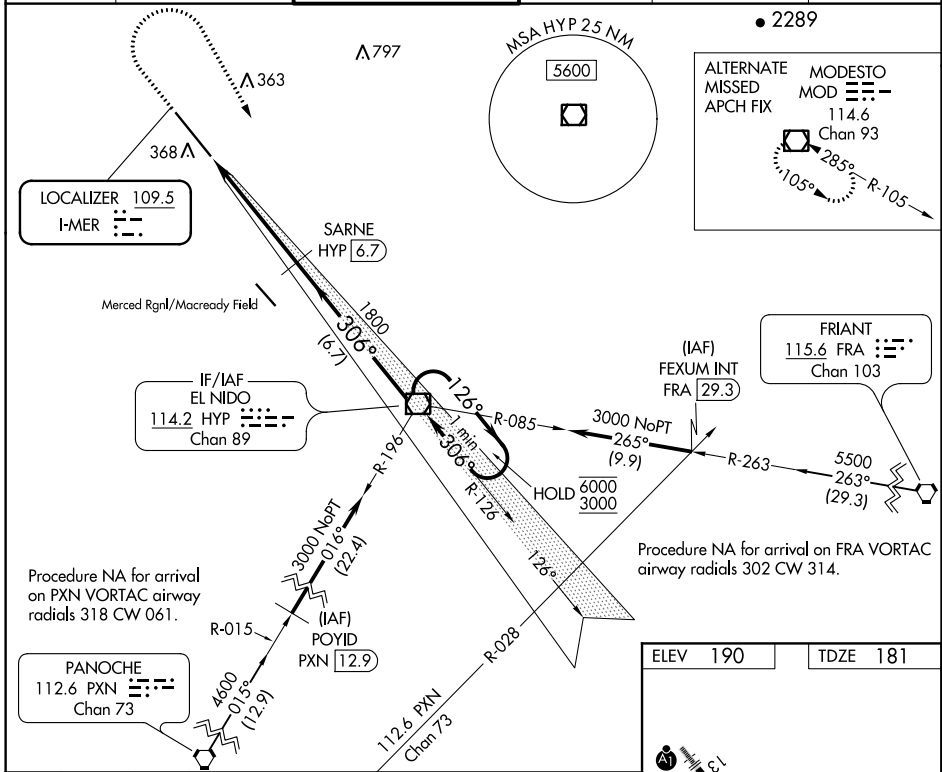 2289
797
363
368
MSA HYP 25 NM
5600
ALTERNATE
MISSED
APCH FIX
MODESTO
MOD
114.6
Chan 93
285°
R-105
105°
LOCALIZER 109.5
I-MER
SARNE
HYP 6.7
Merced Rgnl/Macready Field
1800
306°
(6.7)
IF/IAF
EL NIDO
114.2 HYP
Chan 89
126°
1 min
306°
R-126
HOLD 6000
3000
126°
R-085
3000 NoPT
265°
(9.9)
(IAF)
FEXUM INT
FRA 29.3
FRIANT
115.6 FRA
Chan 103
R-263
5500
263°
(29.3)
R-196
3000 NoPT
016°
(22.4)
Procedure NA for arrival
on PXN VORTAC airway
radials 318 CW 061.
Procedure NA for arrival on FRA VORTAC
airway radials 302 CW 314.
R-015
(IAF)
POYID
PXN 12.9
PANOCHE
112.6 PXN
Chan 73
4600
015°
(12.9)
R-028
112.6 PXN
Chan 73
ELEV 190
TDZE 181
A1
13